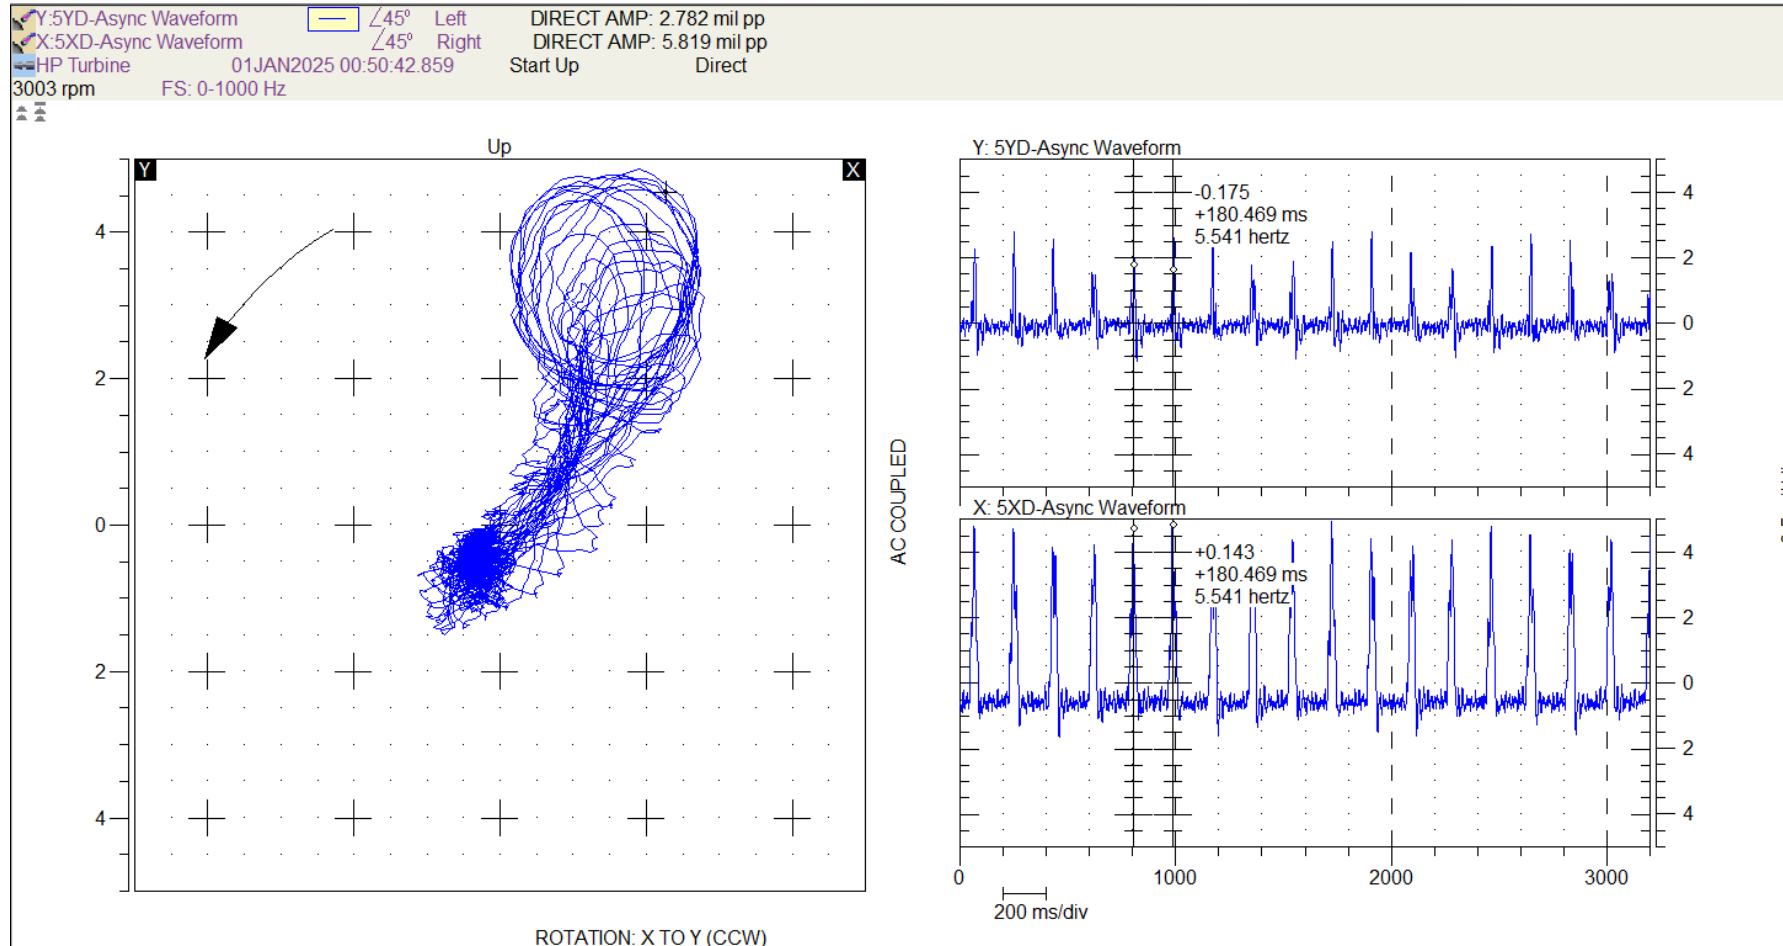 Y:5YD-Async Waveform ∠45° Left DIRECT AMP: 2.782 mil pp
X:5XD-Async Waveform ∠45° Right DIRECT AMP: 5.819 mil pp
HP Turbine 01JAN2025 00:50:42.859 Start Up Direct
3003 rpm FS: 0-1000 Hz
Up
Y X
4
2
0
2
4
ROTATION: X TO Y (CCW)
AC COUPLED
Y: 5YD-Async Waveform
-0.175
+180.469 ms
5.541 hertz
4
2
0
2
4
X: 5XD-Async Waveform
+0.143
+180.469 ms
5.541 hertz
4
2
0
2
4
0 1000 2000 3000
200 ms/div